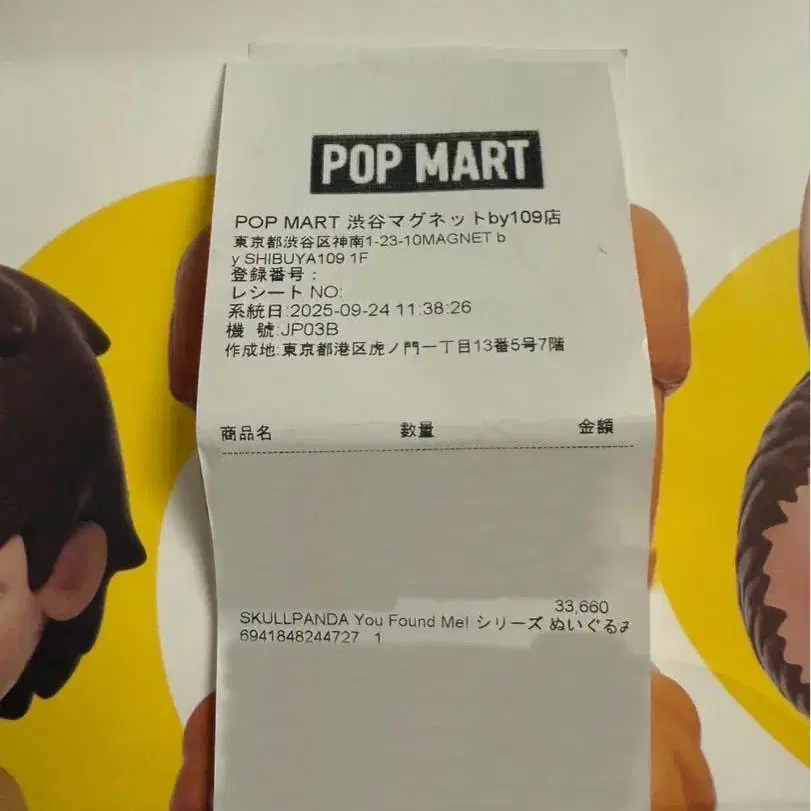 POP MART
POP MART 渋谷マグネットby109店
東京都渋谷区神南1-23-10MAGNET b
y SHIBUYA109 1F
登録番号：
レシート NO:
系統日:2025-09-24 11:38:26
機 號:JP03B
作成地:東京都港区虎ノ門一丁目13番5号7階
商品名 数量 金額
33,660
SKULLPANDA You Found Me! シリーズ ぬいぐるみ
6941848244727 1